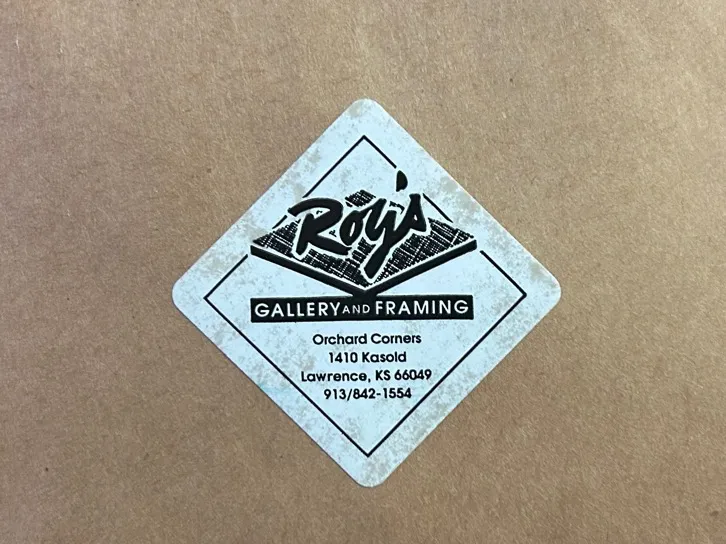 Roy's
GALLERY AND FRAMING
Orchard Corners
1410 Kasold
Lawrence, KS 66049
913/842-1554